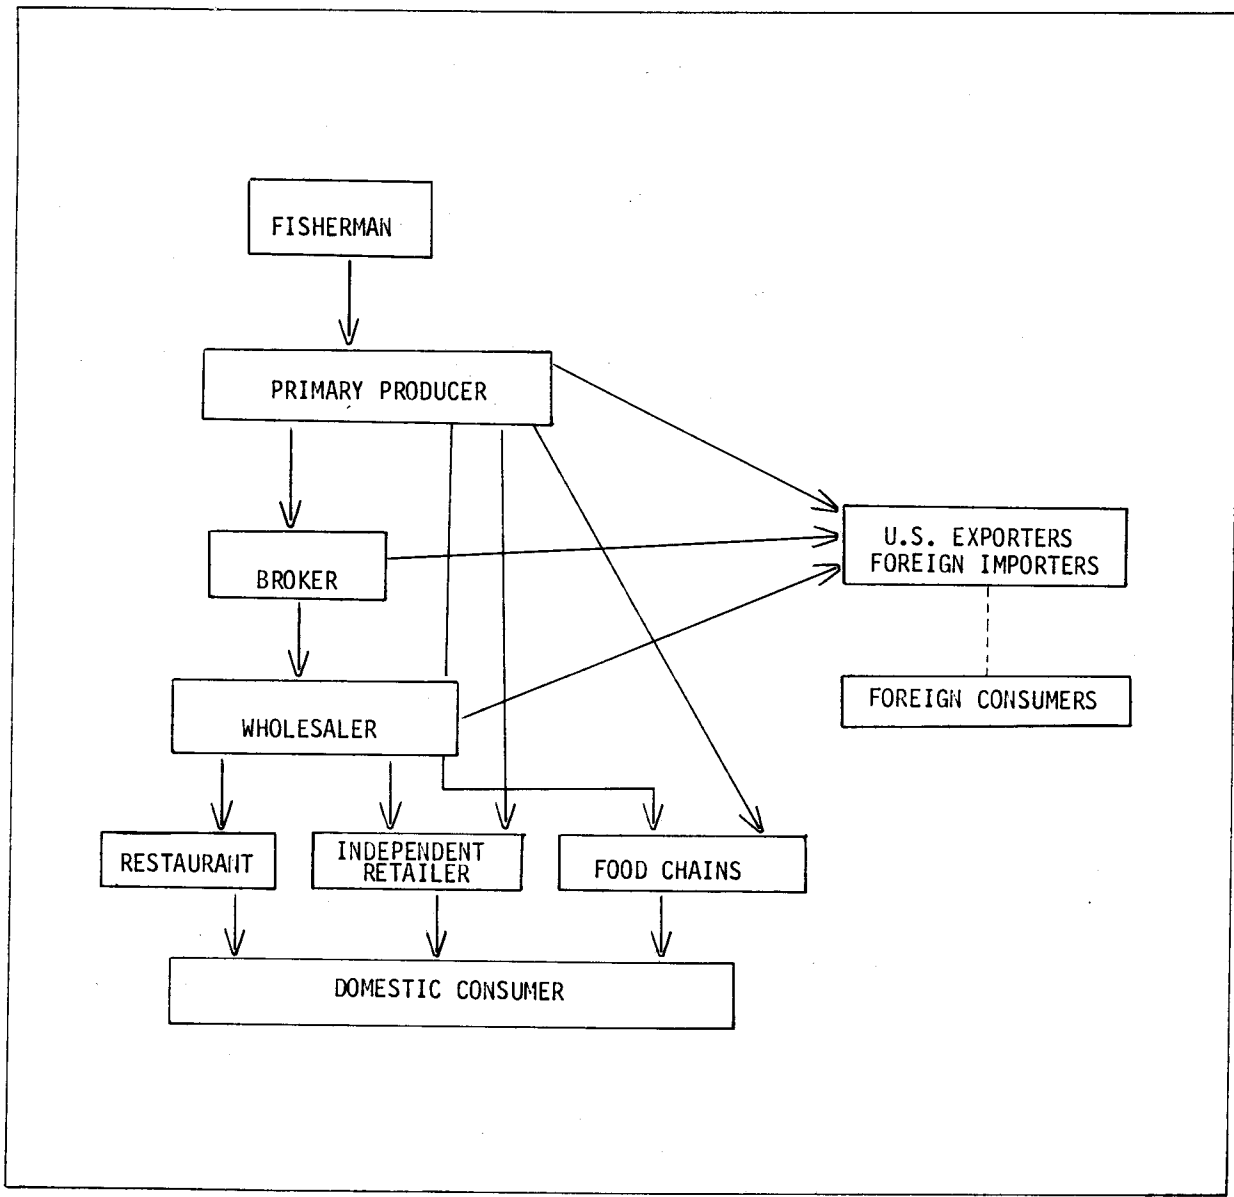 FISHERMAN
PRIMARY PRODUCER
BROKER
U.S. EXPORTERS
FOREIGN IMPORTERS
FOREIGN CONSUMERS
WHOLESALER
RESTAURANT
INDEPENDENT
RETAILER
FOOD CHAINS
DOMESTIC CONSUMER